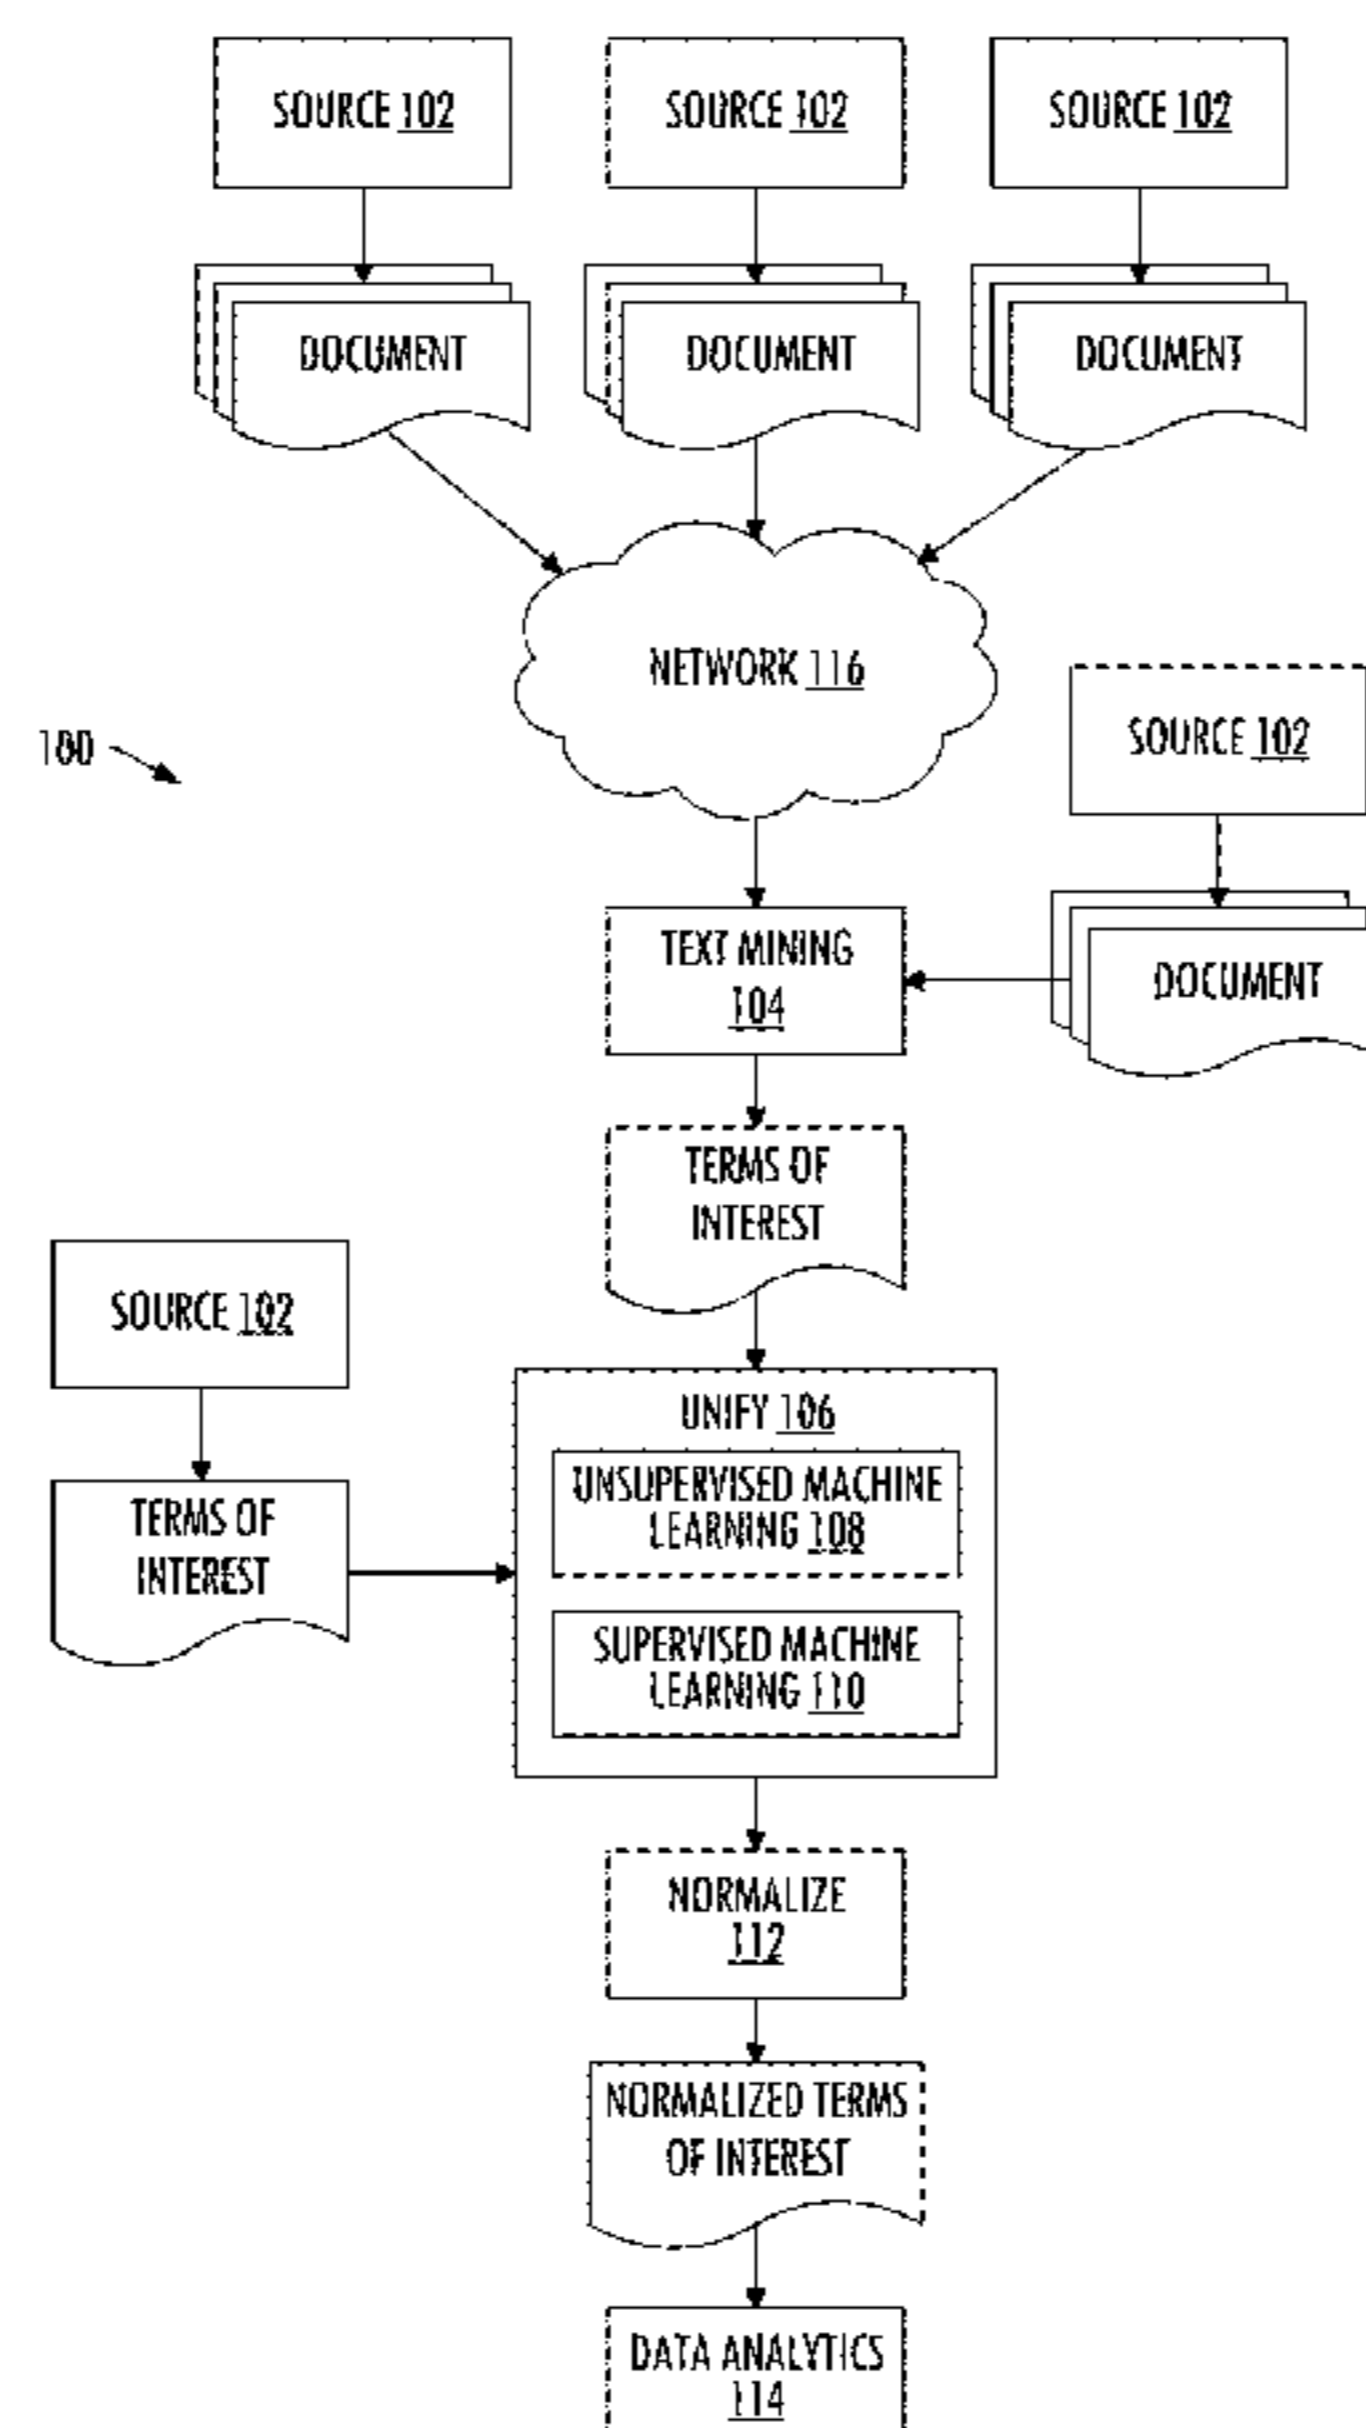 SOURCE 102
SOURCE 102
SOURCE 102
DOCUMENT
DOCUMENT
DOCUMENT
NETWORK 116
100
SOURCE 102
TEXT MINING
104
DOCUMENT
TERMS OF
INTEREST
SOURCE 102
UNIFY 106
UNSUPERVISED MACHINE
LEARNING 108
TERMS OF
INTEREST
SUPERVISED MACHINE
LEARNING 110
NORMALIZE
112
NORMALIZED TERMS
OF INTEREST
DATA ANALYTICS
114